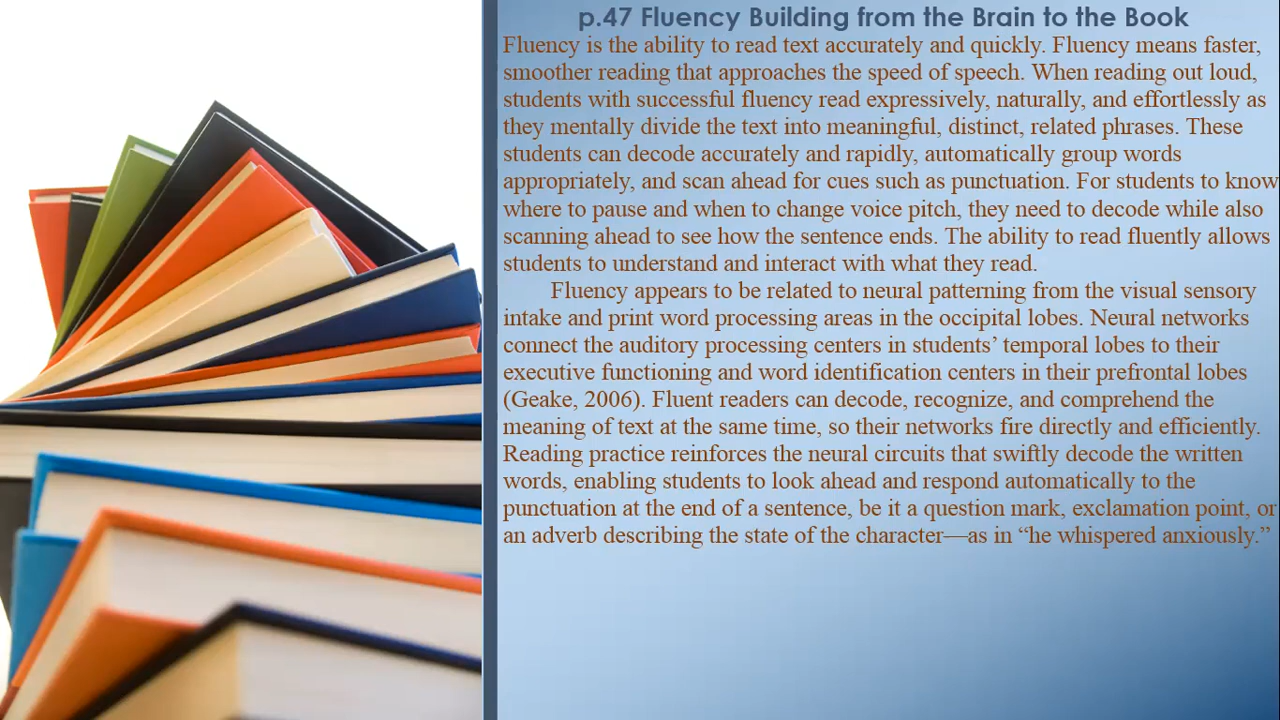 p.47 Fluency Building from the Brain to the Book
Fluency is the ability to read text accurately and quickly. Fluency means faster,
smoother reading that approaches the speed of speech. When reading out loud,
students with successful fluency read expressively, naturally, and effortlessly as
they mentally divide the text into meaningful, distinct, related phrases. These
students can decode accurately and rapidly, automatically group words
appropriately, and scan ahead for cues such as punctuation. For students to know
where to pause and when to change voice pitch, they need to decode while also
scanning ahead to see how the sentence ends. The ability to read fluently allows
students to understand and interact with what they read.
Fluency appears to be related to neural patterning from the visual sensory
intake and print word processing areas in the occipital lobes. Neural networks
connect the auditory processing centers in students’ temporal lobes to their
executive functioning and word identification centers in their prefrontal lobes
(Geake, 2006). Fluent readers can decode, recognize, and comprehend the
meaning of text at the same time, so their networks fire directly and efficiently.
Reading practice reinforces the neural circuits that swiftly decode the written
words, enabling students to look ahead and respond automatically to the
punctuation at the end of a sentence, be it a question mark, exclamation point, or
an adverb describing the state of the character—as in “he whispered anxiously.”